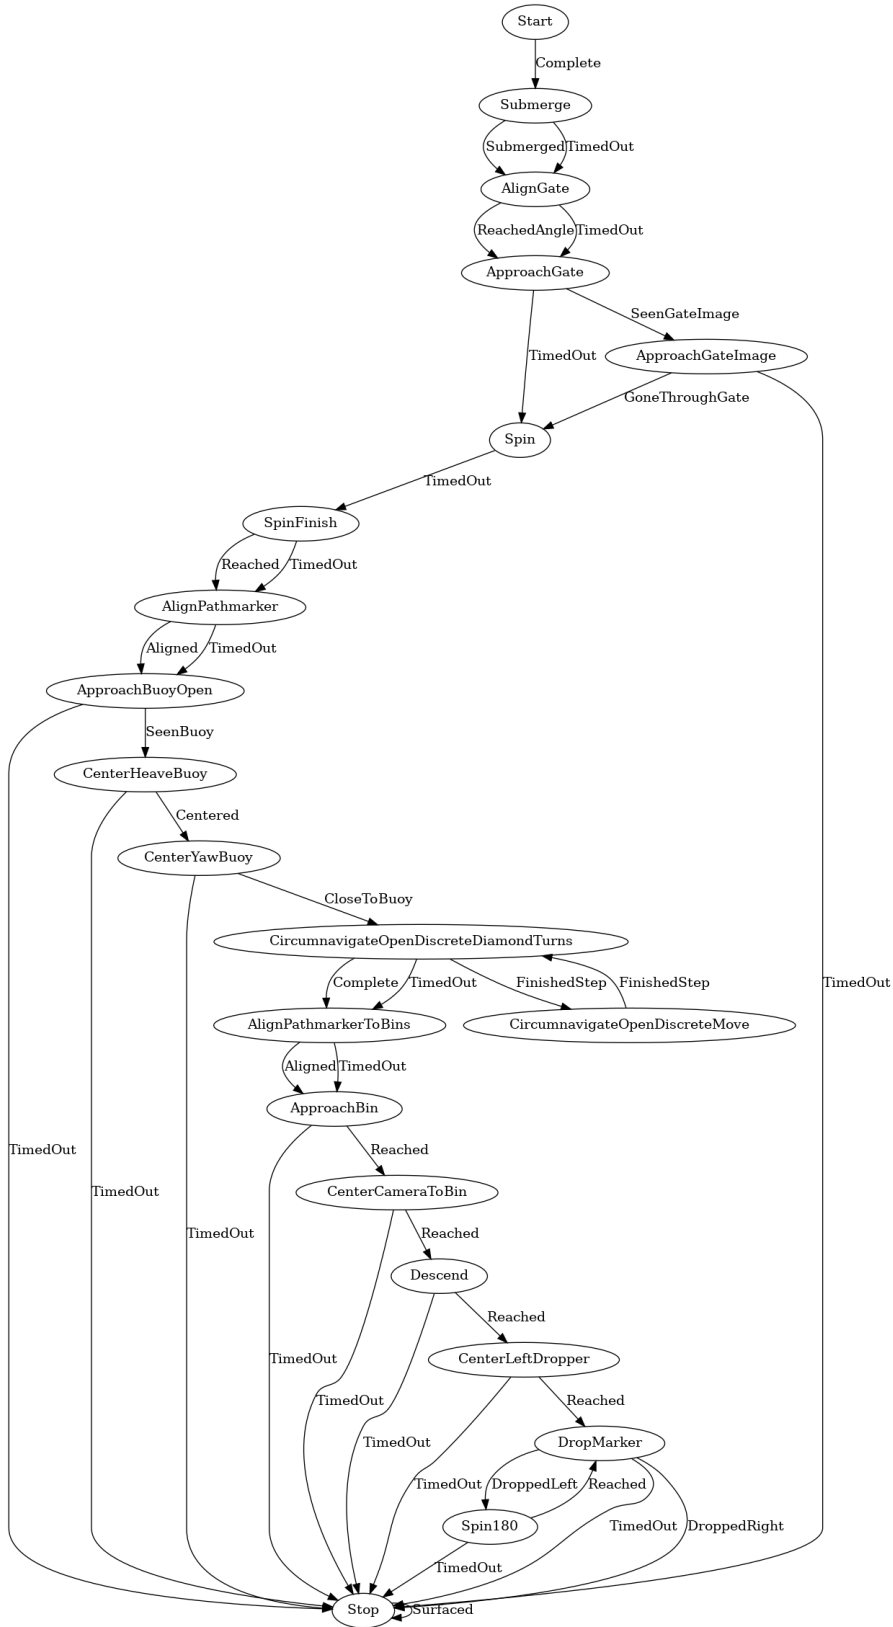 Start
Complete
Submerge
Submerged TimedOut
AlignGate
ReachedAngle TimedOut
ApproachGate
SeenGateImage
TimedOut ApproachGateImage
GoneThroughGate
Spin
TimedOut
SpinFinish
Reached TimedOut
AlignPathmarker
Aligned TimedOut
ApproachBuoyOpen
SeenBuoy
CenterHeaveBuoy
Centered
CenterYawBuoy
CloseToBuoy
CircumnavigateOpenDiscreteDiamondTurns
Complete TimedOut FinishedStep FinishedStep TimedOut
AlignPathmarkerToBins CircumnavigateOpenDiscreteMove
Aligned TimedOut
ApproachBin
TimedOut Reached
TimedOut CenterCameraToBin
TimedOut Reached
Descend
Reached
TimedOut CenterLeftDropper
TimedOut Reached
TimedOut DropMarker
TimedOut DroppedLeft Reached
Spin180 TimedOut DroppedRight
TimedOut
Stop Surfaced